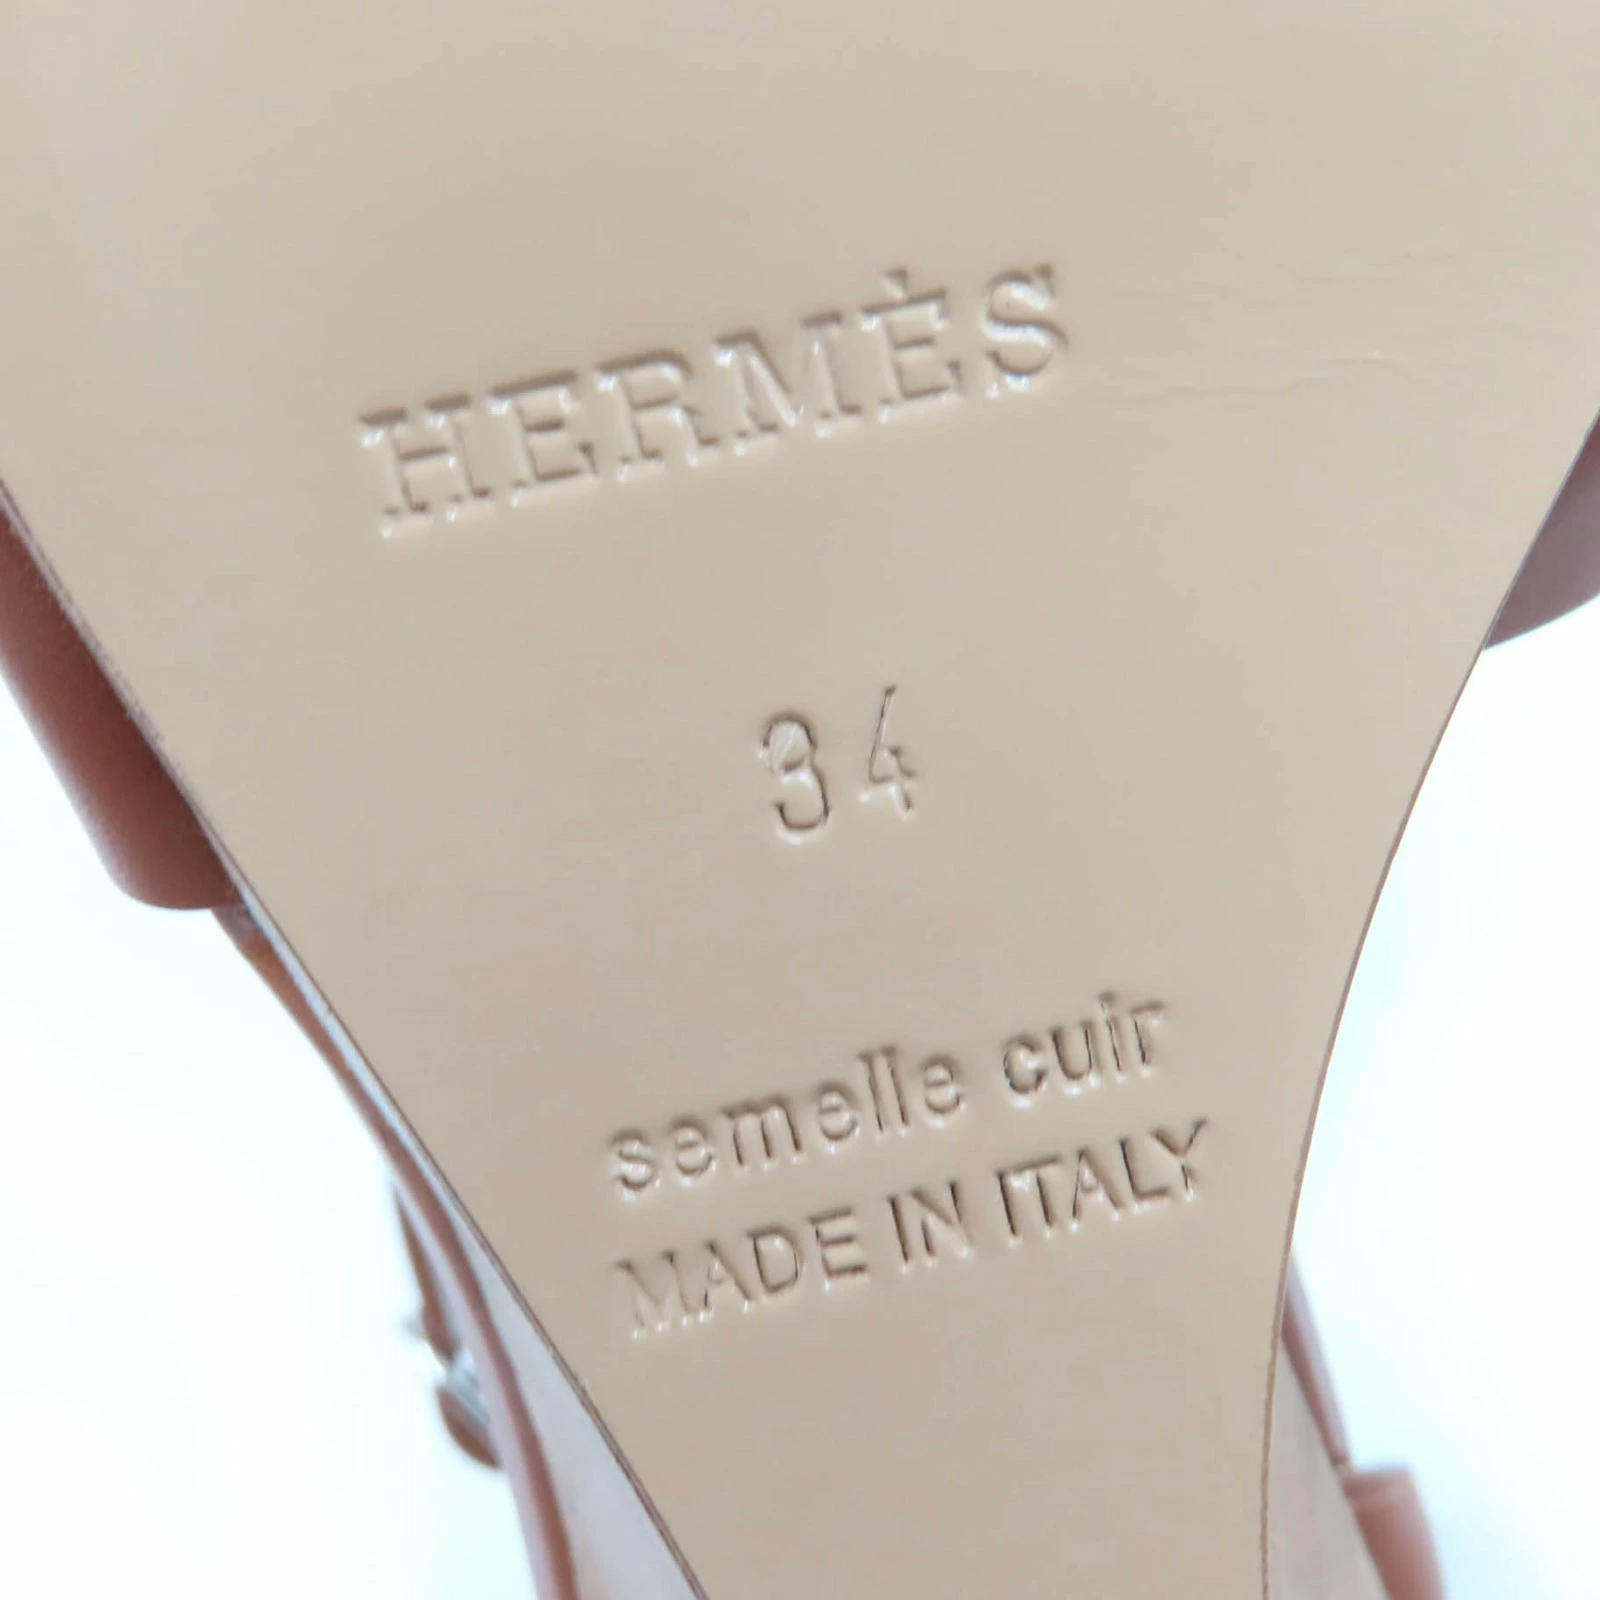 HERMÈS
34
semelle cuir
MADE IN ITALY